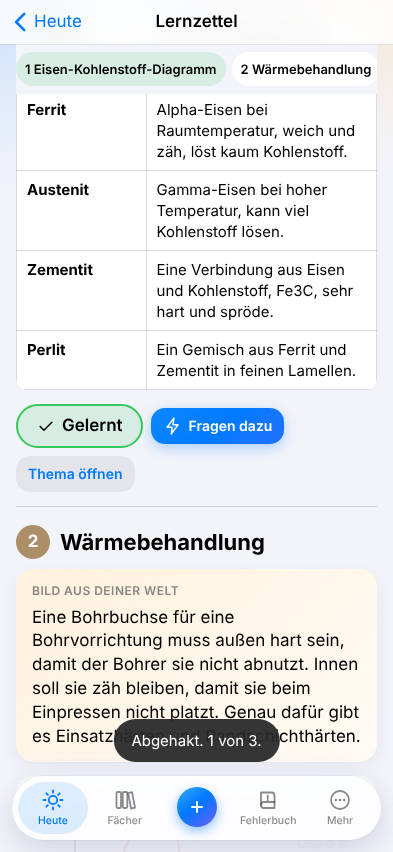 Heute
Lernzettel
1 Eisen-Kohlenstoff-Diagramm
2 Wärmebehandlung
Ferrit
Alpha-Eisen bei
Raumtemperatur, weich und
zäh, löst kaum Kohlenstoff.
Austenit
Gamma-Eisen bei hoher
Temperatur, kann viel
Kohlenstoff lösen.
Zementit
Eine Verbindung aus Eisen
und Kohlenstoff, Fe3C, sehr
hart und spröde.
Perlit
Ein Gemisch aus Ferrit und
Zementit in feinen Lamellen.
Gelernt
Fragen dazu
Thema öffnen
2
Wärmebehandlung
BILD AUS DEINER WELT
Eine Bohrbuchse für eine
Bohrvorrichtung muss außen hart sein,
damit der Bohrer sie nicht abnutzt. Innen
soll sie zäh bleiben, damit sie beim
Einpressen nicht platzt. Genau dafür gibt
es
Abgehakt. 1 von 3.
Heute
Fächer
Fehlerbuch
Mehr